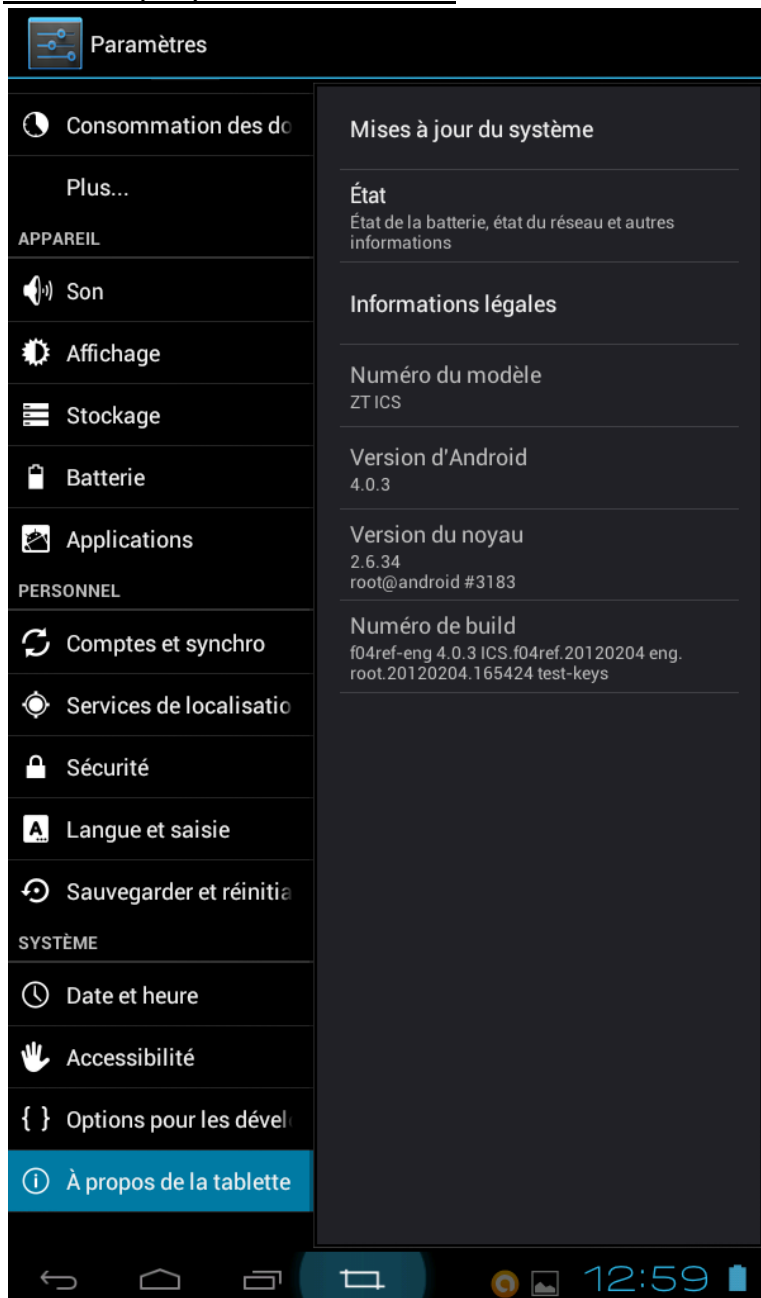 Paramètres
Consommation des do
Plus...
APPAREIL
Son
Affichage
Stockage
Batterie
Applications
PERSONNEL
Comptes et synchro
Services de localisatio
Sécurité
Langue et saisie
Sauvegarder et réinitia
SYSTÈME
Date et heure
Accessibilité
{ } Options pour les dével
À propos de la tablette
Mises à jour du système
État
État de la batterie, état du réseau et autres
informations
Informations légales
Numéro du modèle
ZT ICS
Version d'Android
4.0.3
Version du noyau
2.6.34
root@android #3183
Numéro de build
f04ref-eng 4.0.3 ICS.f04ref.20120204 eng.
root.20120204.165424 test-keys
12:59